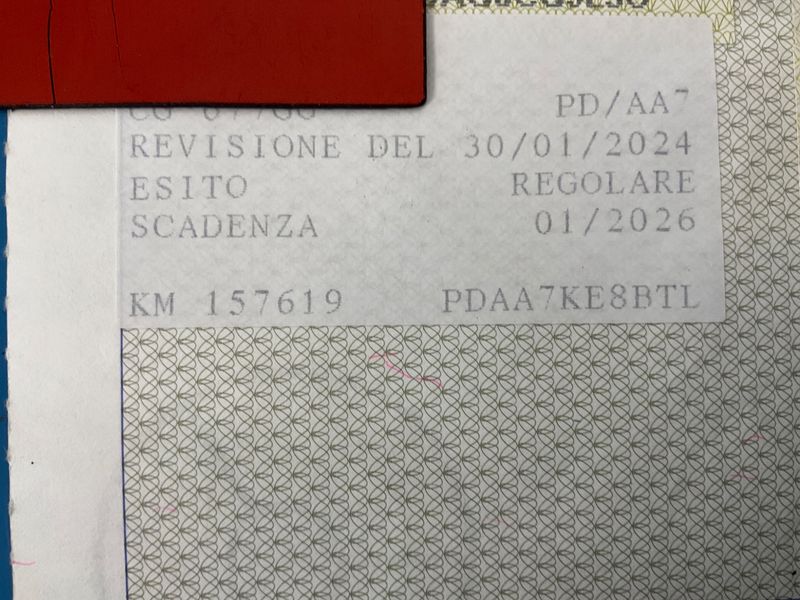 PD/AA7
REVISIONE DEL 30/01/2024
ESITO REGOLARE
SCADENZA 01/2026
KM 157619 PDAA7KE8BTL